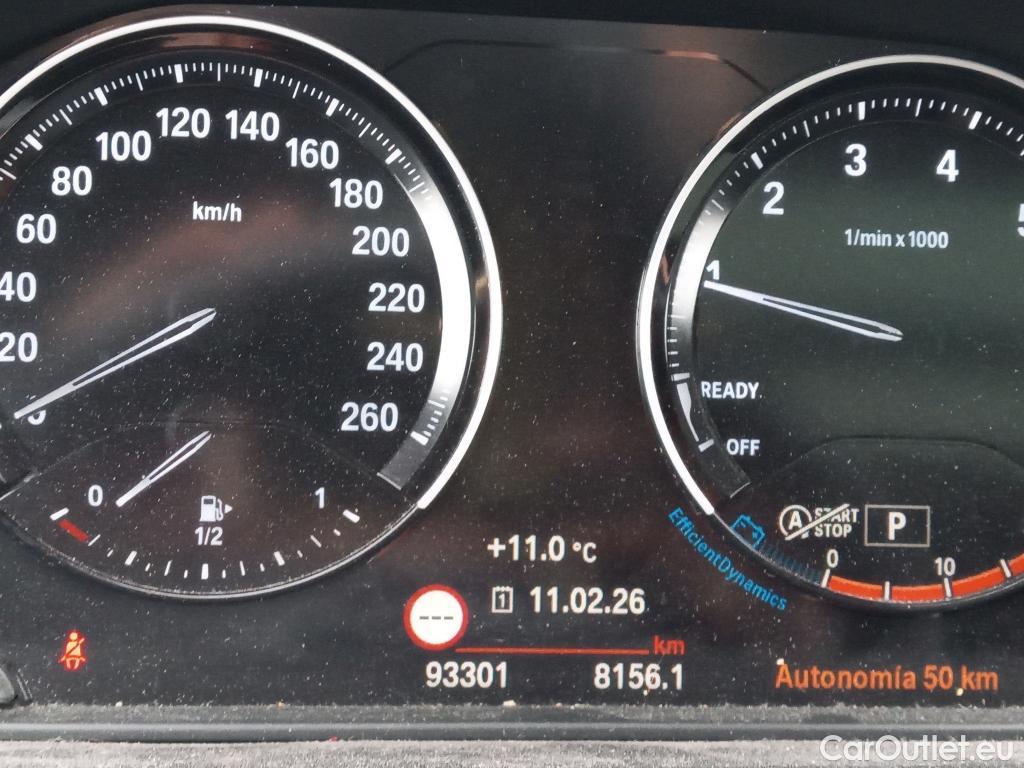 20
40
60
80
100
120
140
160
180
200
220
240
260
km/h
0
1/2
1
+11.0 °C
1 11.02.26
---
km
93301 8156.1
1
2
3
4
5
1/min x 1000
READY
OFF
A START
STOP
P
EfficientDynamics
0
10
Autonomía 50 km
CarOutlet.eu